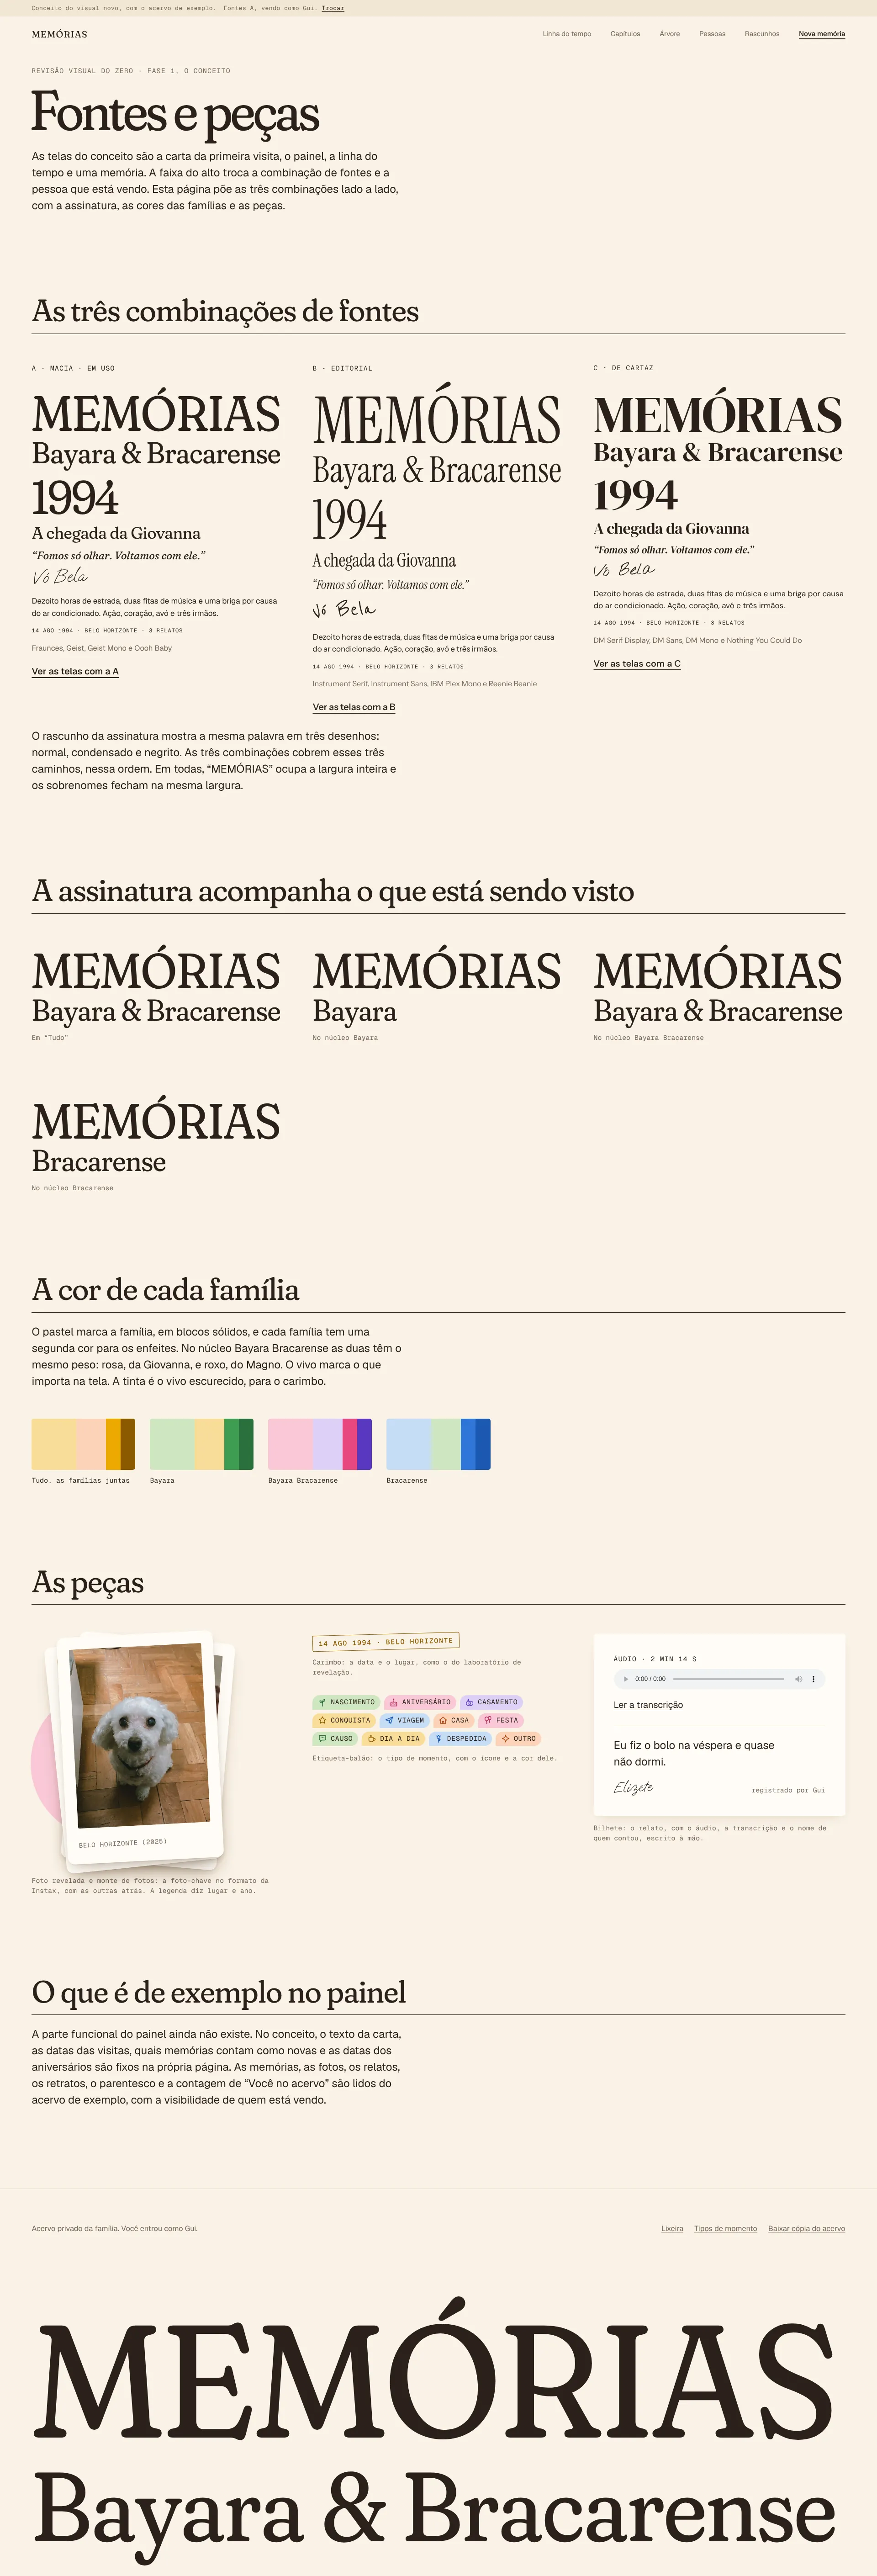 Conceito do visual novo, com o acervo de exemplo. Fontes A, vendo como Gui. Trocar
MEMÓRIAS
Linha do tempo Capítulos Árvore Pessoas Rascunhos Nova memória
REVISÃO VISUAL DO ZERO · FASE 1, O CONCEITO
Fontes e peças
As telas do conceito são a carta da primeira visita, o painel, a linha do
tempo e uma memória. A faixa do alto troca a combinação de fontes e a
pessoa que está vendo. Esta página põe as três combinações lado a lado,
com a assinatura, as cores das famílias e as peças.
As três combinações de fontes
A · MACIA · EM USO
MEMÓRIAS
Bayara & Bracarense
1994
A chegada da Giovanna
“Fomos só olhar. Voltamos com ele.”
Vó Bela
Dezoito horas de estrada, duas fitas de música e uma briga por causa
do ar condicionado. Ação, coração, avó e três irmãos.
14 AGO 1994 · BELO HORIZONTE · 3 RELATOS
Fraunces, Geist, Geist Mono e Oooh Baby
Ver as telas com a A
B · EDITORIAL
MEMÓRIAS
Bayara & Bracarense
1994
A chegada da Giovanna
“Fomos só olhar. Voltamos com ele.”
Vó Bela
Dezoito horas de estrada, duas fitas de música e uma briga por causa
do ar condicionado. Ação, coração, avó e três irmãos.
14 AGO 1994 · BELO HORIZONTE · 3 RELATOS
Instrument Serif, Instrument Sans, IBM Plex Mono e Reenie Beanie
Ver as telas com a B
C · DE CARTAZ
MEMÓRIAS
Bayara & Bracarense
1994
A chegada da Giovanna
“Fomos só olhar. Voltamos com ele.”
Vó Bela
Dezoito horas de estrada, duas fitas de música e uma briga por causa
do ar condicionado. Ação, coração, avó e três irmãos.
14 AGO 1994 · BELO HORIZONTE · 3 RELATOS
DM Serif Display, DM Sans, DM Mono e Nothing You Could Do
Ver as telas com a C
O rascunho da assinatura mostra a mesma palavra em três desenhos:
normal, condensado e negrito. As três combinações cobrem esses três
caminhos, nessa ordem. Em todas, “MEMÓRIAS” ocupa a largura inteira e
os sobrenomes fecham na mesma largura.
A assinatura acompanha o que está sendo visto
MEMÓRIAS
Bayara & Bracarense
Em “Tudo”
MEMÓRIAS
Bayara
No núcleo Bayara
MEMÓRIAS
Bayara & Bracarense
No núcleo Bayara Bracarense
MEMÓRIAS
Bracarense
No núcleo Bracarense
A cor de cada família
O pastel marca a família, em blocos sólidos, e cada família tem uma
segunda cor para os enfeites. No núcleo Bayara Bracarense as duas têm o
mesmo peso: rosa, da Giovanna, e roxo, do Magno. O vivo marca o que
importa na tela. A tinta é o vivo escurecido, para o carimbo.
Tudo, as famílias juntas
Bayara
Bayara Bracarense
Bracarense
As peças
BELO HORIZONTE (2025)
Foto revelada e monte de fotos: a foto-chave no formato da
Instax, com as outras atrás. A legenda diz lugar e ano.
14 AGO 1994 · BELO HORIZONTE
Carimbo: a data e o lugar, como o do laboratório de
revelação.
NASCIMENTO ANIVERSÁRIO CASAMENTO
CONQUISTA VIAGEM CASA FESTA
CAUSO DIA A DIA DESPEDIDA OUTRO
Etiqueta-balão: o tipo de momento, com o ícone e a cor dele.
ÁUDIO · 2 MIN 14 S
0:00 / 0:00
Ler a transcrição
Eu fiz o bolo na véspera e quase
não dormi.
Elizete
registrado por Gui
Bilhete: o relato, com o áudio, a transcrição e o nome de
quem contou, escrito à mão.
O que é de exemplo no painel
A parte funcional do painel ainda não existe. No conceito, o texto da carta,
as datas das visitas, quais memórias contam como novas e as datas dos
aniversários são fixos na própria página. As memórias, as fotos, os relatos,
os retratos, o parentesco e a contagem de “Você no acervo” são lidos do
acervo de exemplo, com a visibilidade de quem está vendo.
Acervo privado da família. Você entrou como Gui.
Lixeira Tipos de momento Baixar cópia do acervo
MEMÓRIAS
Bayara & Bracarense